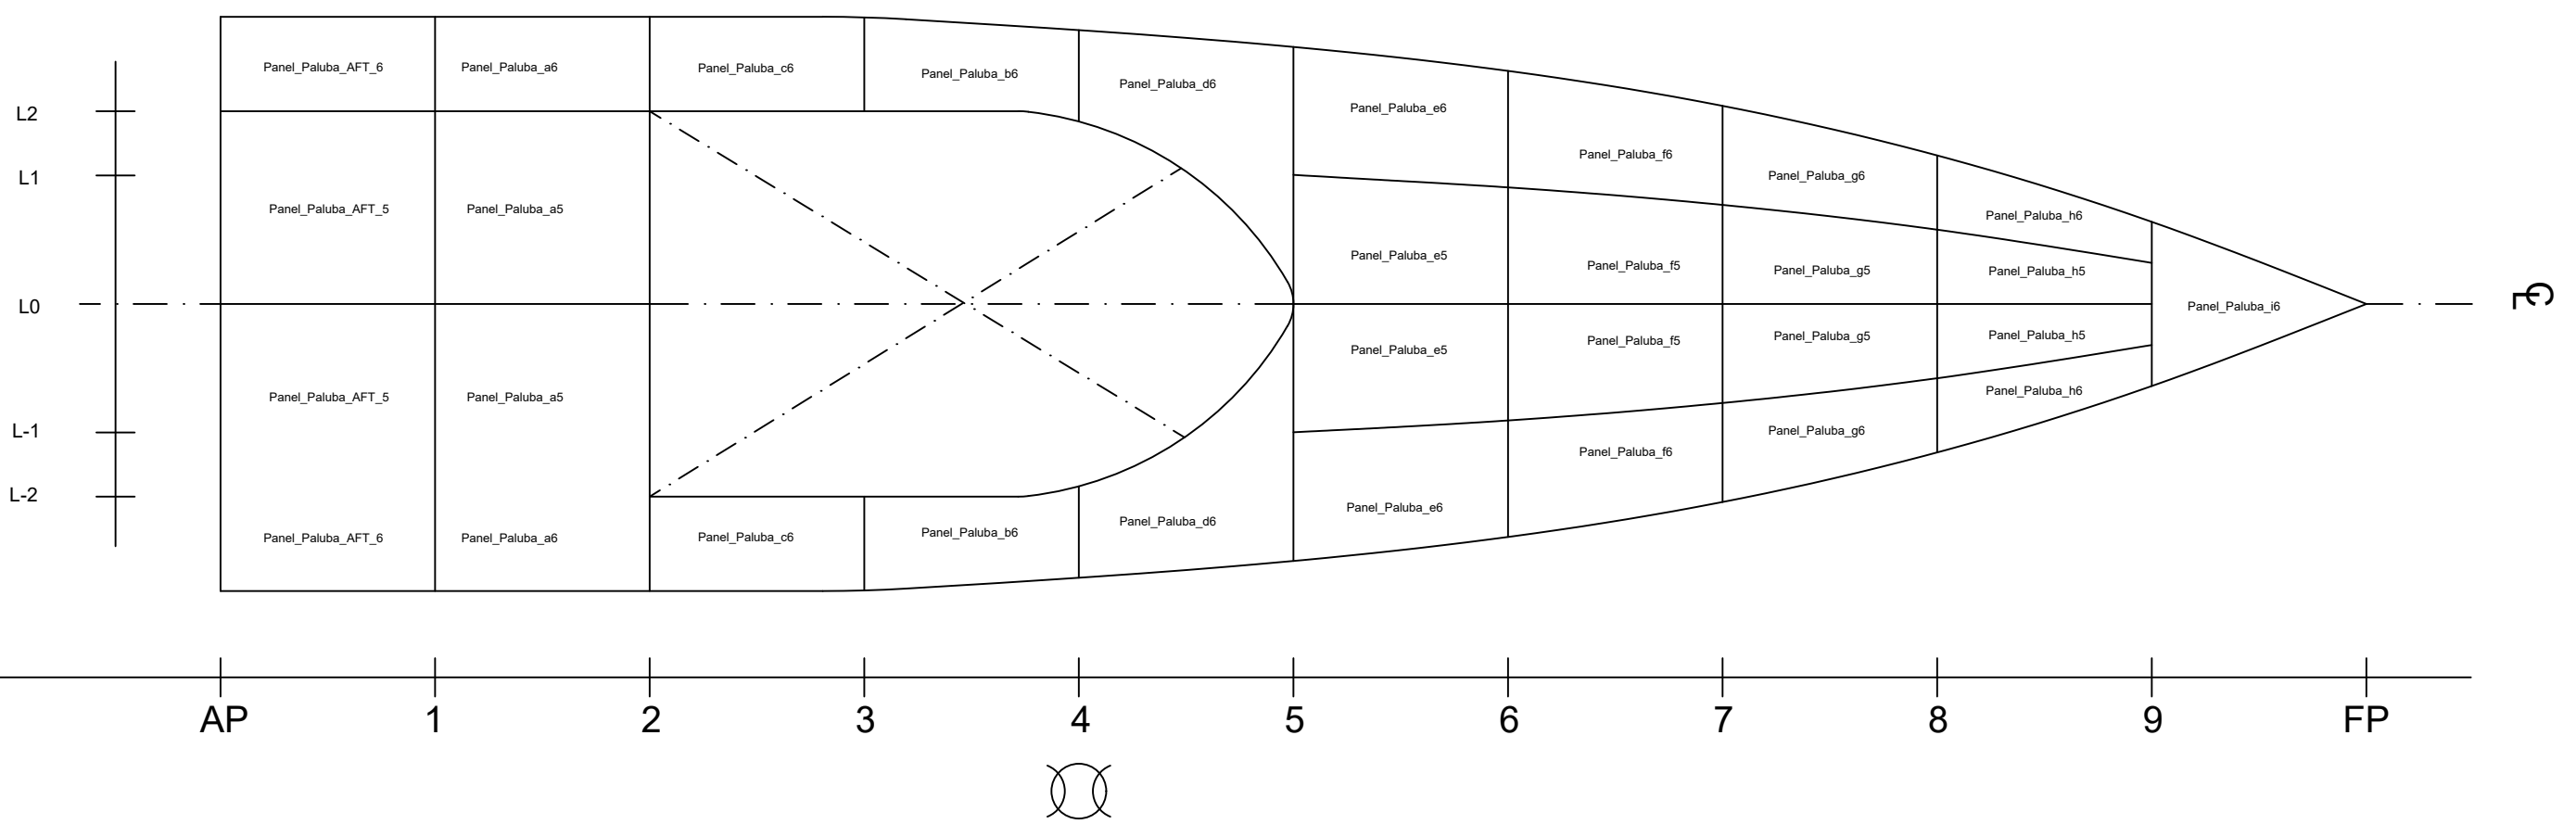 Panel_Paluba_AFT_6 Panel_Paluba_a6 Panel_Paluba_c6 Panel_Paluba_b6 Panel_Paluba_d6
Panel_Paluba_e6
L2
Panel_Paluba_f6
L1 Panel_Paluba_g6
Panel_Paluba_AFT_5 Panel_Paluba_a5 Panel_Paluba_h6
Panel_Paluba_e5 Panel_Paluba_f5 Panel_Paluba_g5 Panel_Paluba_h5
L0 Panel_Paluba_i6 CL
Panel_Paluba_e5 Panel_Paluba_f5 Panel_Paluba_g5 Panel_Paluba_h5
Panel_Paluba_AFT_5 Panel_Paluba_a5 Panel_Paluba_h6
L-1 Panel_Paluba_g6
Panel_Paluba_f6
L-2
Panel_Paluba_e6
Panel_Paluba_AFT_6 Panel_Paluba_a6 Panel_Paluba_c6 Panel_Paluba_b6 Panel_Paluba_d6
AP 1 2 3 4 5 6 7 8 9 FP